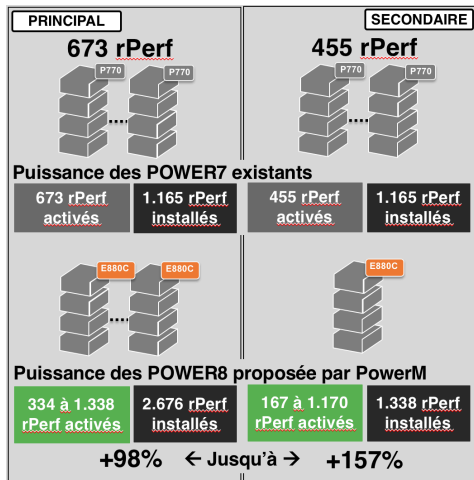 PRINCIPAL
SECONDAIRE
673 rPerf
455 rPerf
P770
P770
P770
P770
Puissance des POWER7 existants
673 rPerf
activés
1.165 rPerf
installés
455 rPerf
activés
1.165 rPerf
installés
E880C
E880C
E880C
Puissance des POWER8 proposée par PowerM
334 à 1.338
rPerf activés
2.676 rPerf
installés
167 à 1.170
rPerf activés
1.338 rPerf
installés
+98% ← Jusqu'à → +157%